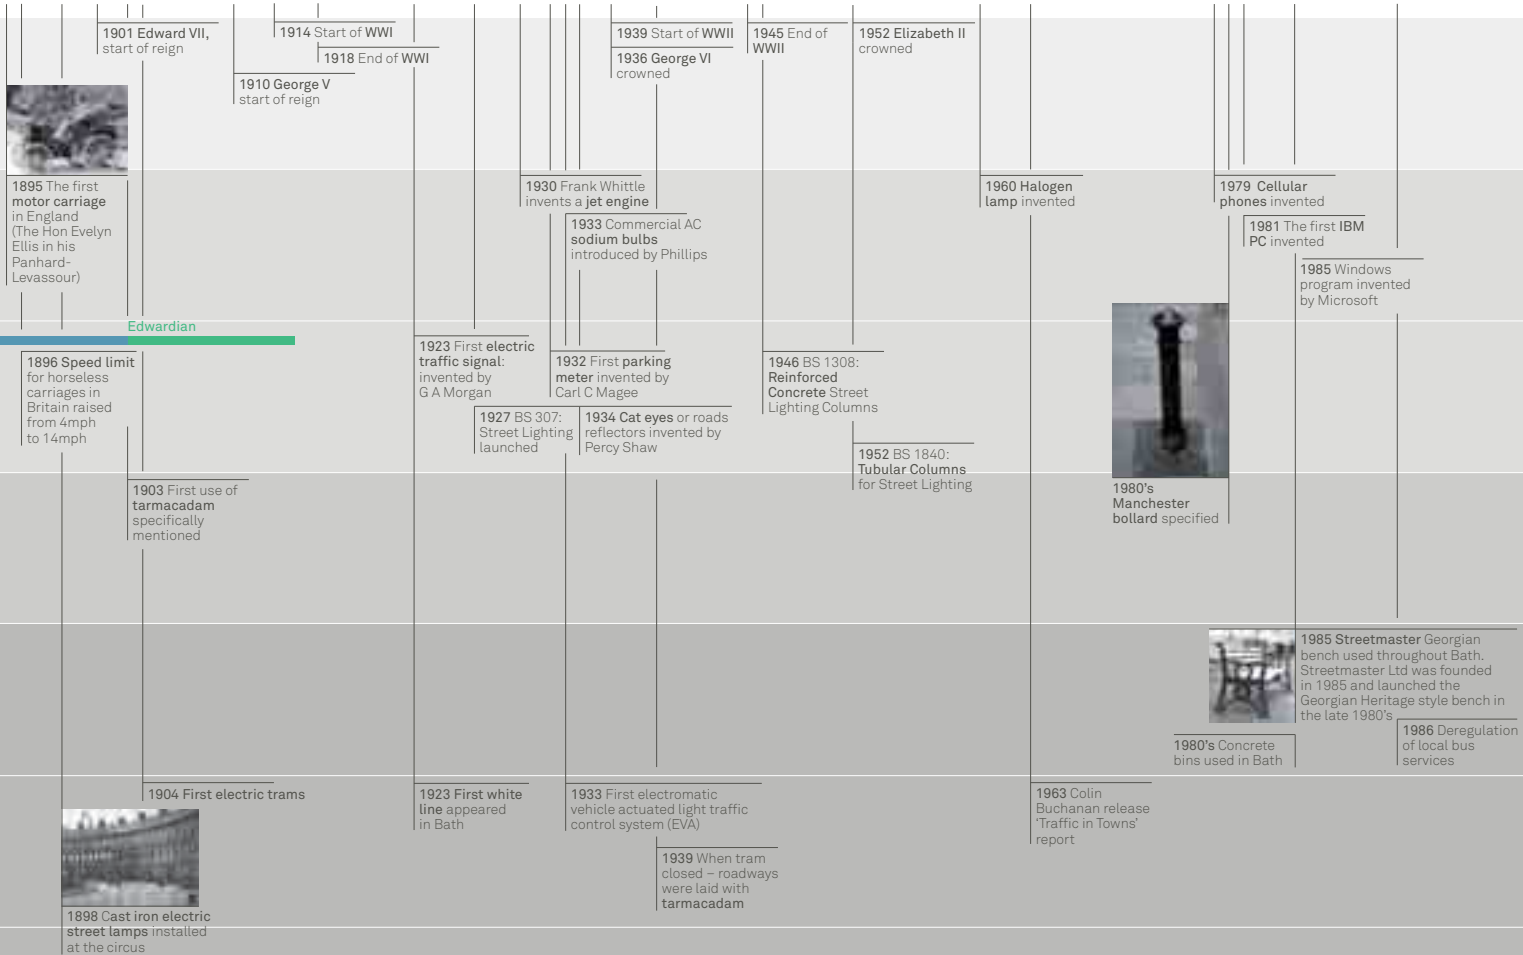 1901 Edward VII,
start of reign
1914 Start of WWI
1918 End of WWI
1910 George V
start of reign
1939 Start of WWII
1936 George VI
crowned
1945 End of
WWII
1952 Elizabeth II
crowned
1895 The first
motor carriage
in England
(The Hon Evelyn
Ellis in his
Panhard-
Levassour)
1930 Frank Whittle
invents a jet engine
1933 Commercial AC
sodium bulbs
introduced by Phillips
1960 Halogen
lamp invented
1979 Cellular
phones invented
1981 The first IBM
PC invented
1985 Windows
program invented
by Microsoft
Edwardian
1896 Speed limit
for horseless
carriages in
Britain raised
from 4mph
to 14mph
1903 First use of
tarmacadam
specifically
mentioned
1923 First electric
traffic signal:
invented by
G A Morgan
1927 BS 307:
Street Lighting
launched
1932 First parking
meter invented by
Carl C Magee
1934 Cat eyes or roads
reflectors invented by
Percy Shaw
1946 BS 1308:
Reinforced
Concrete Street
Lighting Columns
1952 BS 1840:
Tubular Columns
for Street Lighting
1980's
Manchester
bollard specified
1985 Streetmaster Georgian
bench used throughout Bath.
Streetmaster Ltd was founded
in 1985 and launched the
Georgian Heritage style bench in
the late 1980's
1980's Concrete
bins used in Bath
1986 Deregulation
of local bus
services
1904 First electric trams
1923 First white
line appeared
in Bath
1933 First electromatic
vehicle actuated light traffic
control system (EVA)
1939 When tram
closed – roadways
were laid with
tarmacadam
1963 Colin
Buchanan release
'Traffic in Towns'
report
1898 Cast iron electric
street lamps installed
at the circus